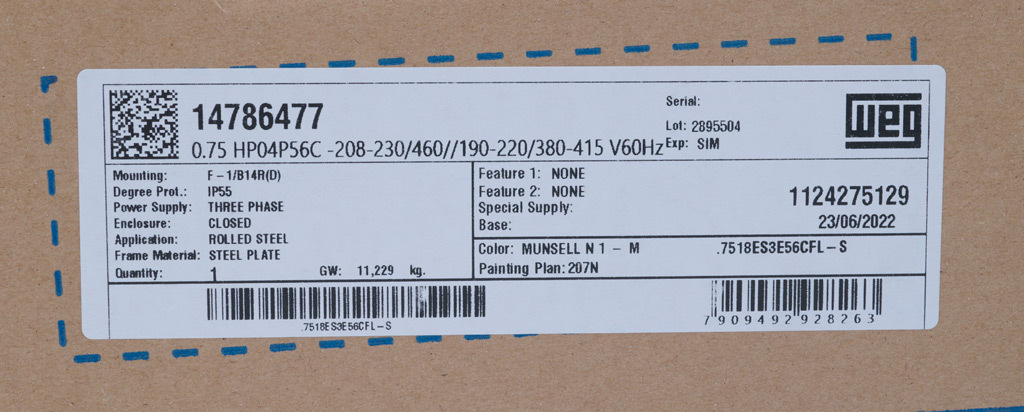 14786477
0.75 HP04P56C -208-230/460//190-220/380-415 V60Hz
Serial:
Lot: 2895504
Exp: SIM
WEG
Mounting: F-1/B14R(D)
Degree Prot.: IP55
Power Supply: THREE PHASE
Enclosure: CLOSED
Application: ROLLED STEEL
Frame Material: STEEL PLATE
Quantity: 1 GW: 11,229 kg.
Feature 1: NONE
Feature 2: NONE
Special Supply:
Base:
1124275129
23/06/2022
Color: MUNSELL N 1 - M .7518ES3E56CFL-S
Painting Plan: 207N
.7518ES3E56CFL-S
7 909492 928263